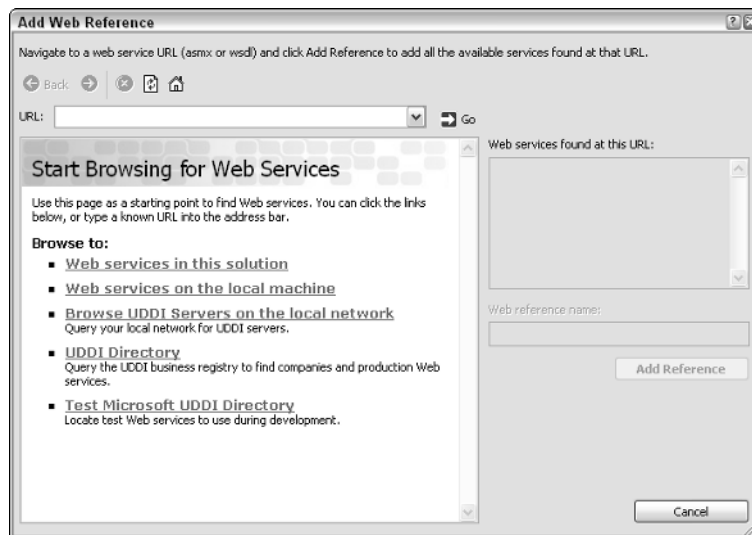 Add Web Reference
Navigate to a web service URL (asmx or wsdl) and click Add Reference to add all the available services found at that URL.
Back
URL:
Go
Start Browsing for Web Services
Use this page as a starting point to find Web services. You can click the links
below, or type a known URL into the address bar.
Browse to:
Web services in this solution
Web services on the local machine
Browse UDDI Servers on the local network
Query your local network for UDDI servers.
UDDI Directory
Query the UDDI business registry to find companies and production Web
services.
Test Microsoft UDDI Directory
Locate test Web services to use during development.
Web services found at this URL:
Web reference name:
Add Reference
Cancel